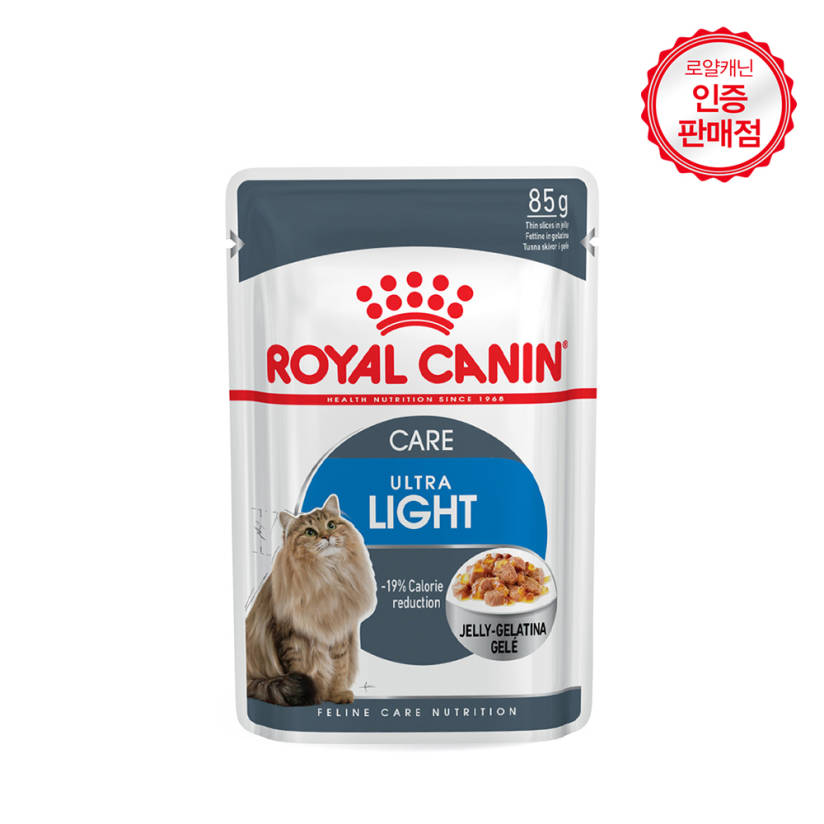 로얄캐닌
인증
판매점
85g
Thin slices in jelly
Fettine in gelatina
Tunna skivor i gelé
ROYAL CANIN®
HEALTH NUTRITION SINCE 1968
CARE
ULTRA
LIGHT
-19% Calorie
reduction
JELLY-GELATINA
GELÉ
FELINE CARE NUTRITION